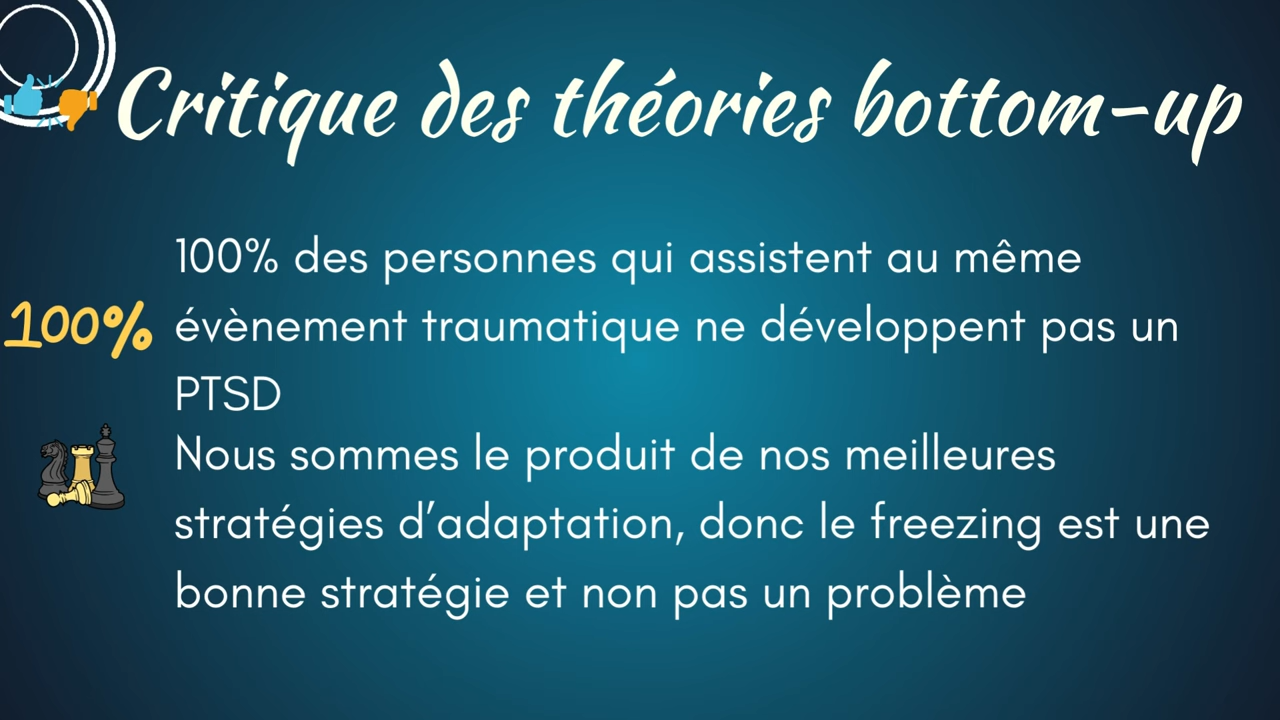 Critique des théories bottom-up
100% des personnes qui assistent au même
100%
évènement traumatique ne développent pas un
PTSD
Nous sommes le produit de nos meilleures
stratégies d’adaptation, donc le freezing est une
bonne stratégie et non pas un problème